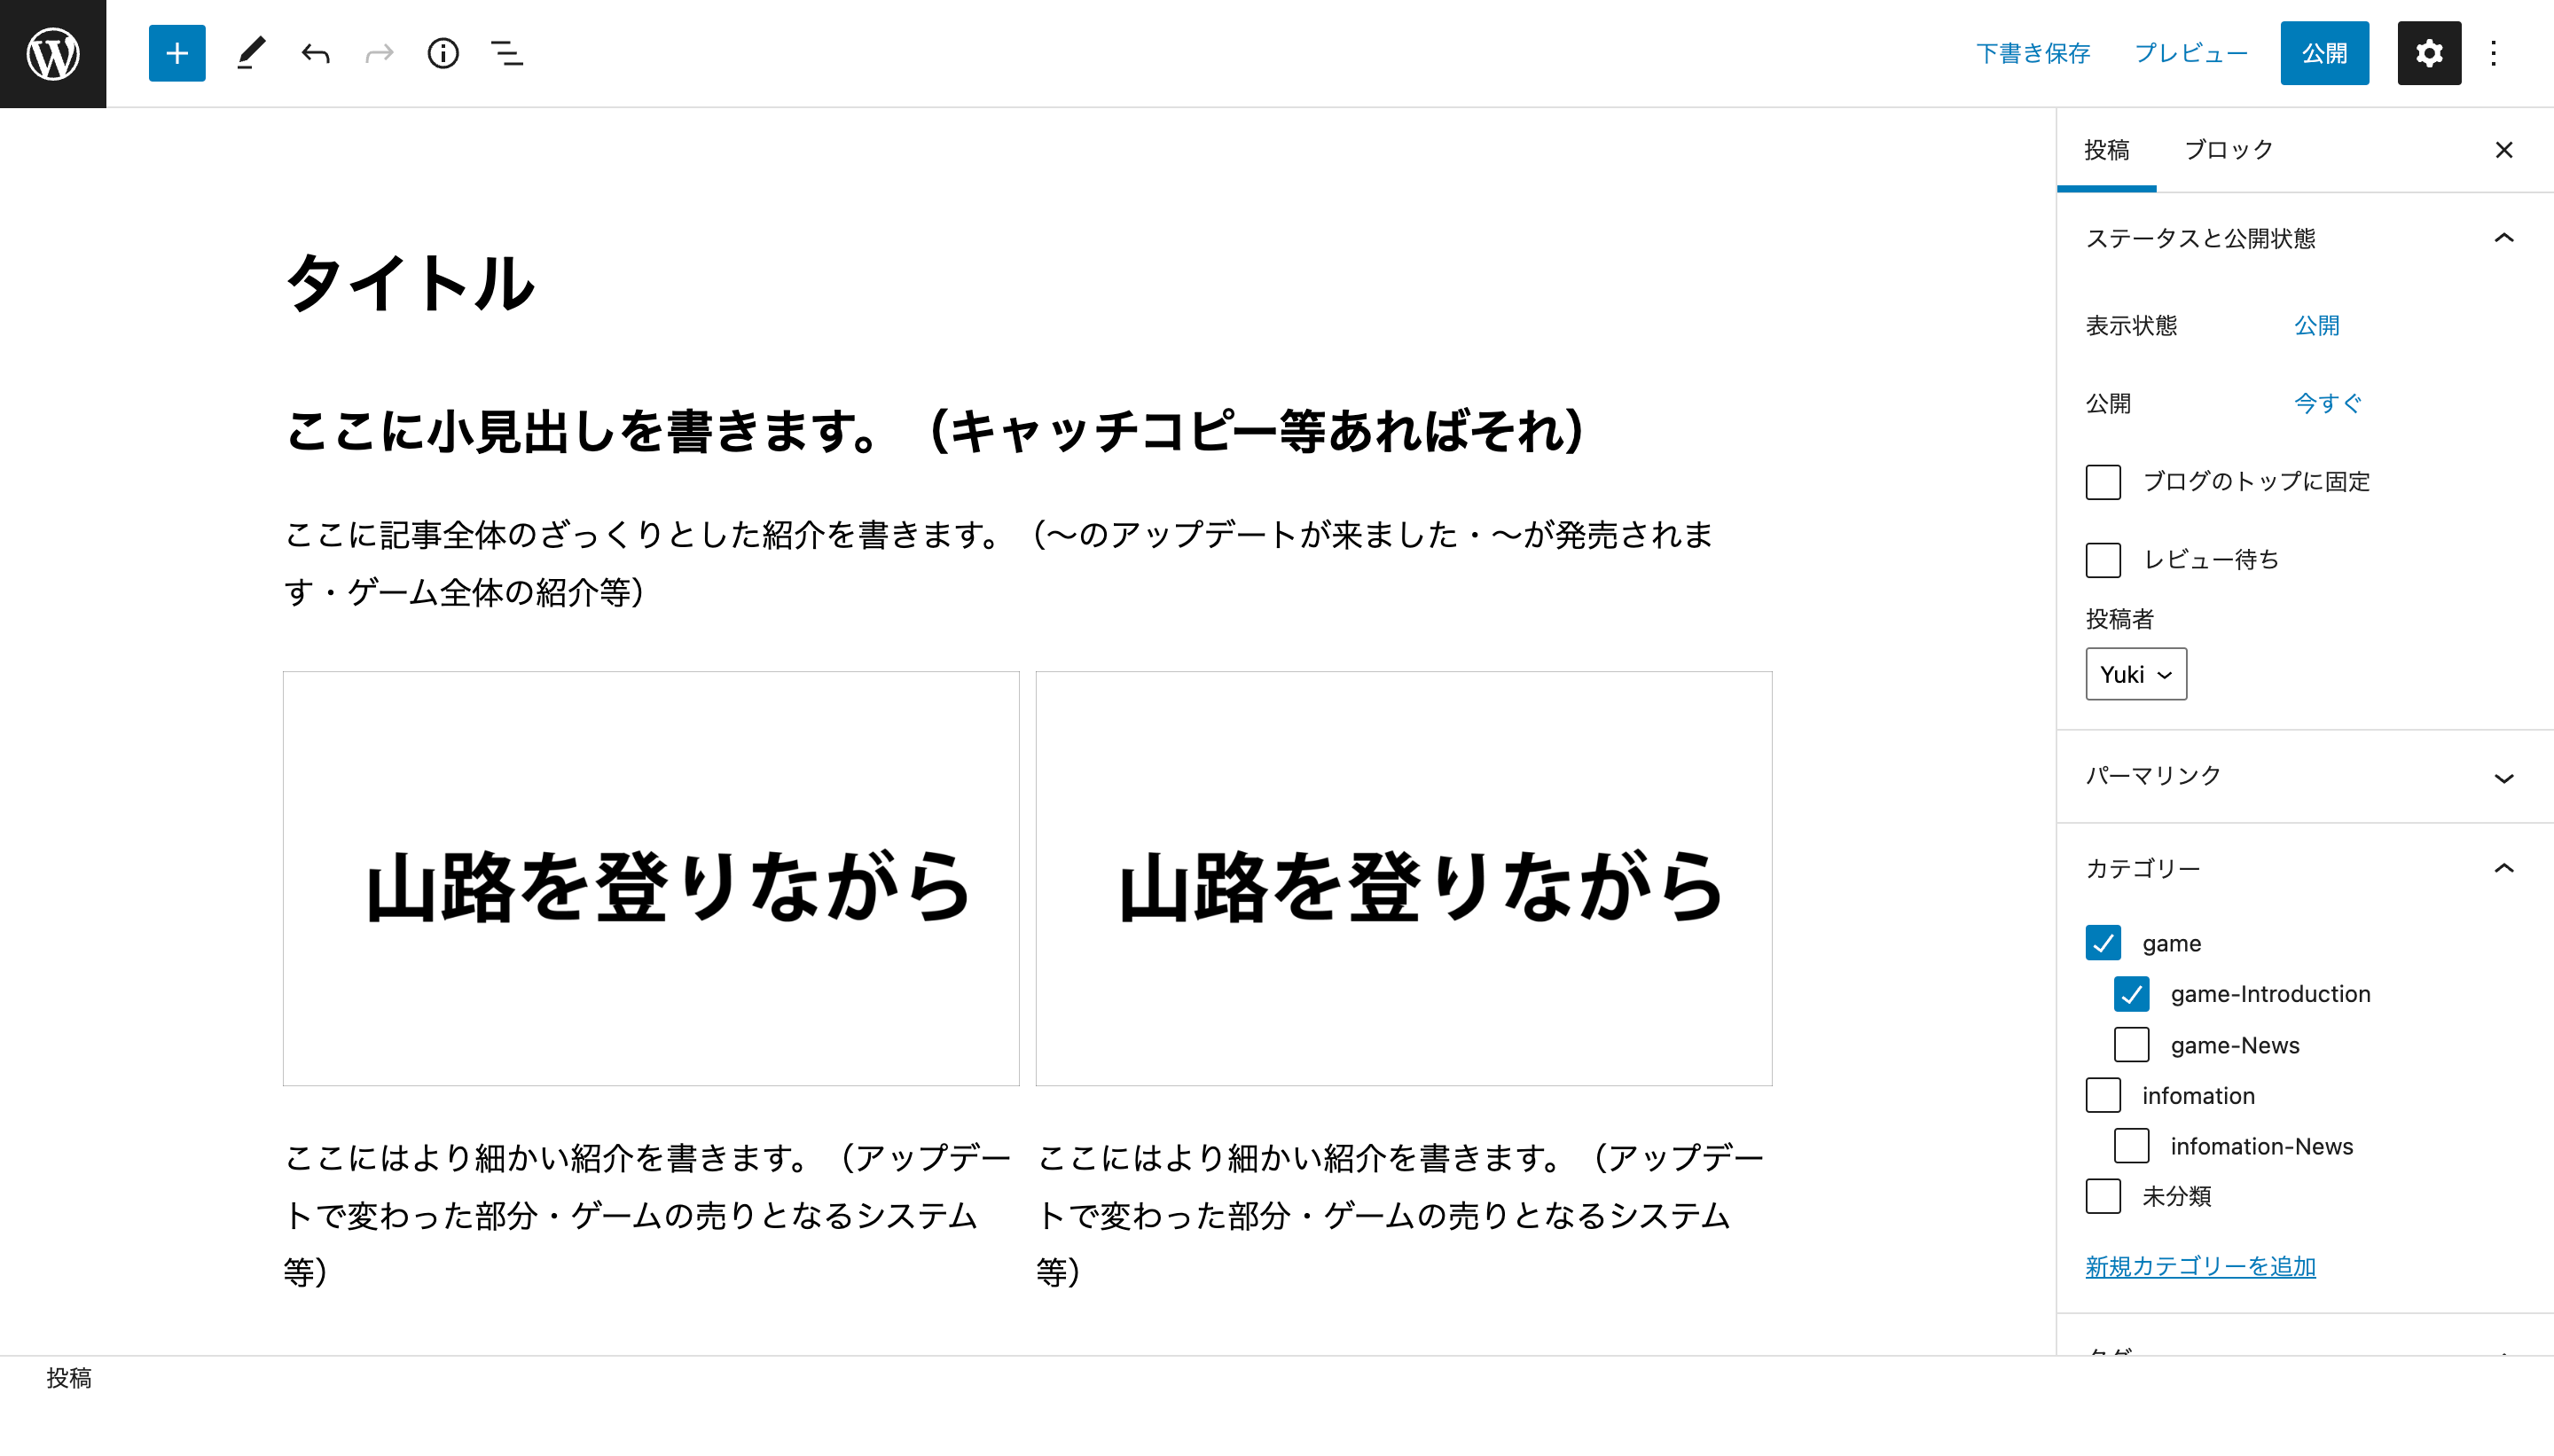 下書き保存 プレビュー 公開
投稿 ブロック
タイトル
ここに小見出しを書きます。（キャッチコピー等あればそれ）
ここに記事全体のざっくりとした紹介を書きます。（〜のアップデートが来ました・〜が発売されま
す・ゲーム全体の紹介等）
山路を登りながら
山路を登りながら
ここにはより細かい紹介を書きます。（アップデー
トで変わった部分・ゲームの売りとなるシステム
等）
ここにはより細かい紹介を書きます。（アップデー
トで変わった部分・ゲームの売りとなるシステム
等）
ステータスと公開状態
表示状態 公開
公開 今すぐ
ブログのトップに固定
レビュー待ち
投稿者
Yuki
パーマリンク
カテゴリー
game
game-Introduction
game-News
infomation
infomation-News
未分類
新規カテゴリーを追加
タグ
投稿